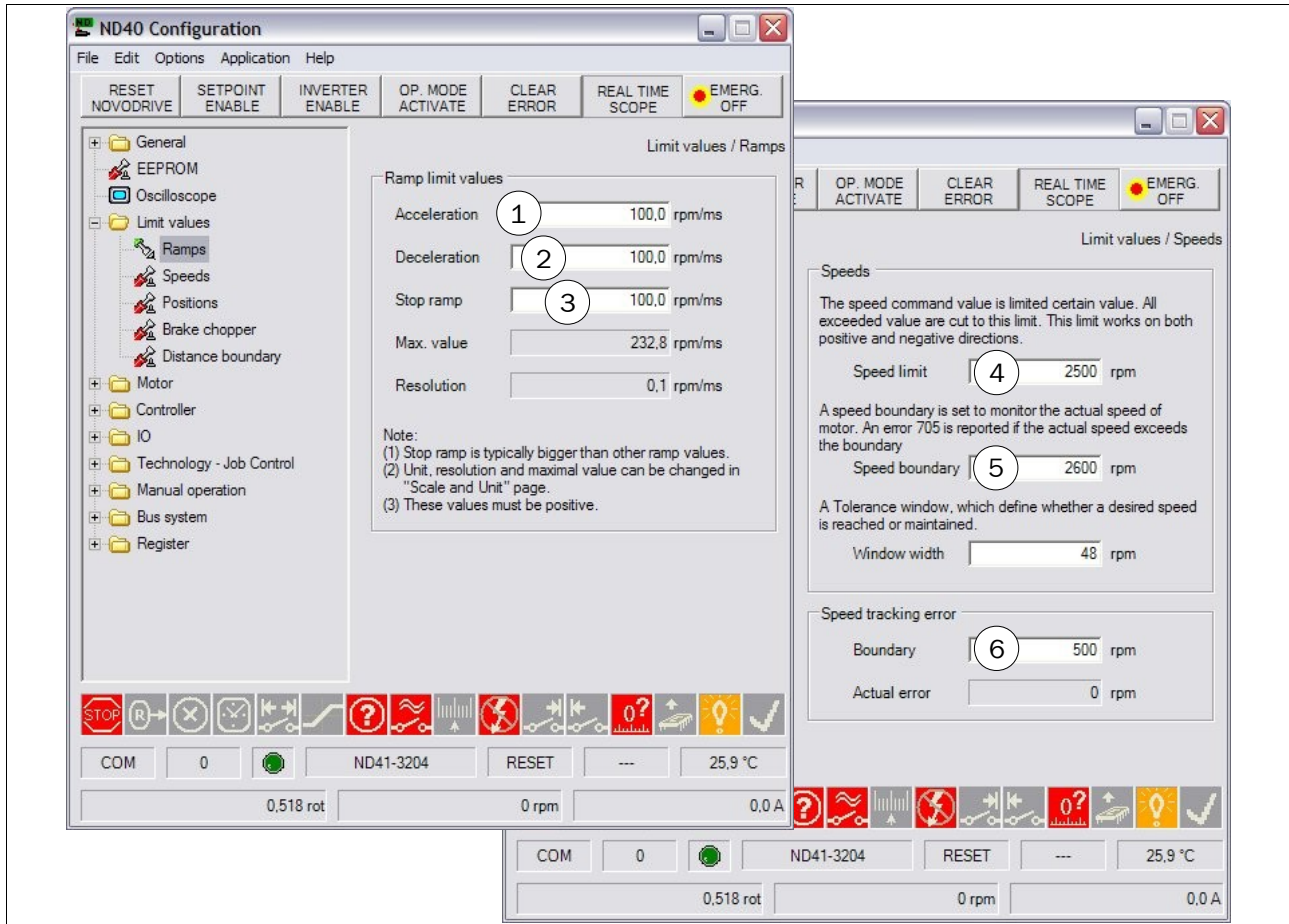 ND40 Configuration
File Edit Options Application Help
RESET NOVODRIVE
SETPOINT ENABLE
INVERTER ENABLE
OP. MODE ACTIVATE
CLEAR ERROR
REAL TIME SCOPE
EMERG. OFF
General
EEPROM
Oscilloscope
Limit values
Ramps
Speeds
Positions
Brake chopper
Distance boundary
Motor
Controller
IO
Technology - Job Control
Manual operation
Bus system
Register
Limit values / Ramps
Ramp limit values
Acceleration 1 100,0 rpm/ms
Deceleration 2 100,0 rpm/ms
Stop ramp 3 100,0 rpm/ms
Max. value 232,8 rpm/ms
Resolution 0,1 rpm/ms
Note:
(1) Stop ramp is typically bigger than other ramp values.
(2) Unit, resolution and maximal value can be changed in
"Scale and Unit" page.
(3) These values must be positive.
STOP R ? 0?
COM 0 ND41-3204 RESET --- 25,9 °C
0,518 rot 0 rpm 0,0 A
R
E
OP. MODE ACTIVATE
CLEAR ERROR
REAL TIME SCOPE
EMERG. OFF
Limit values / Speeds
Speeds
The speed command value is limited certain value. All
exceeded value are cut to this limit. This limit works on both
positive and negative directions.
Speed limit 4 2500 rpm
A speed boundary is set to monitor the actual speed of
motor. An error 705 is reported if the actual speed exceeds
the boundary
Speed boundary 5 2600 rpm
A Tolerance window, which define whether a desired speed
is reached or maintained.
Window width 48 rpm
Speed tracking error
Boundary 6 500 rpm
Actual error 0 rpm
? 0?
COM 0 ND41-3204 RESET --- 25,9 °C
0,518 rot 0 rpm 0,0 A